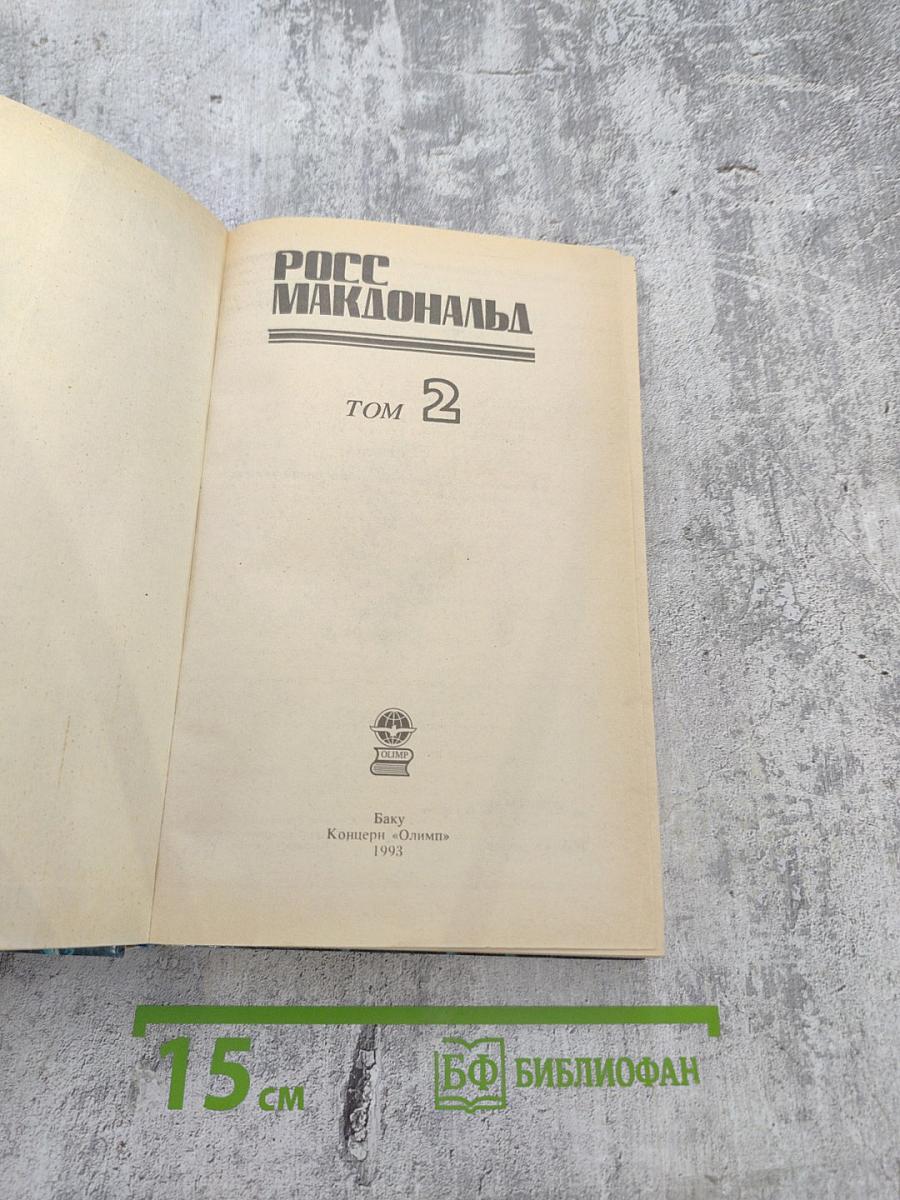 РОСС
МАКДОНАЛЬД
ТОМ 2
OLIMP
Баку
Концерн «Олимп»
1993
15 см
БФ БИБЛИОФАН